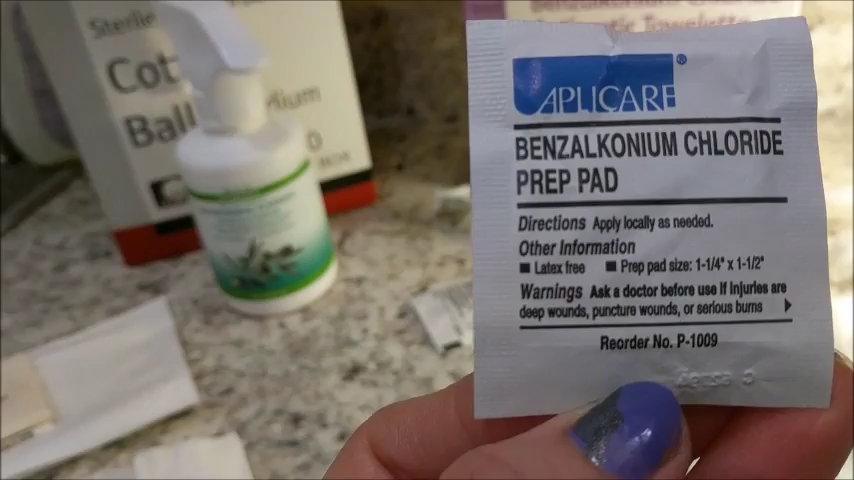 Sterile
Cot
Ball
dium
APLICARE®
BENZALKONIUM CHLORIDE
PREP PAD
Directions Apply locally as needed.
Other Information
■ Latex free ■ Prep pad size: 1-1/4" x 1-1/2"
Warnings Ask a doctor before use if Injuries are
deep wounds, puncture wounds, or serious burns
Reorder No. P-1009